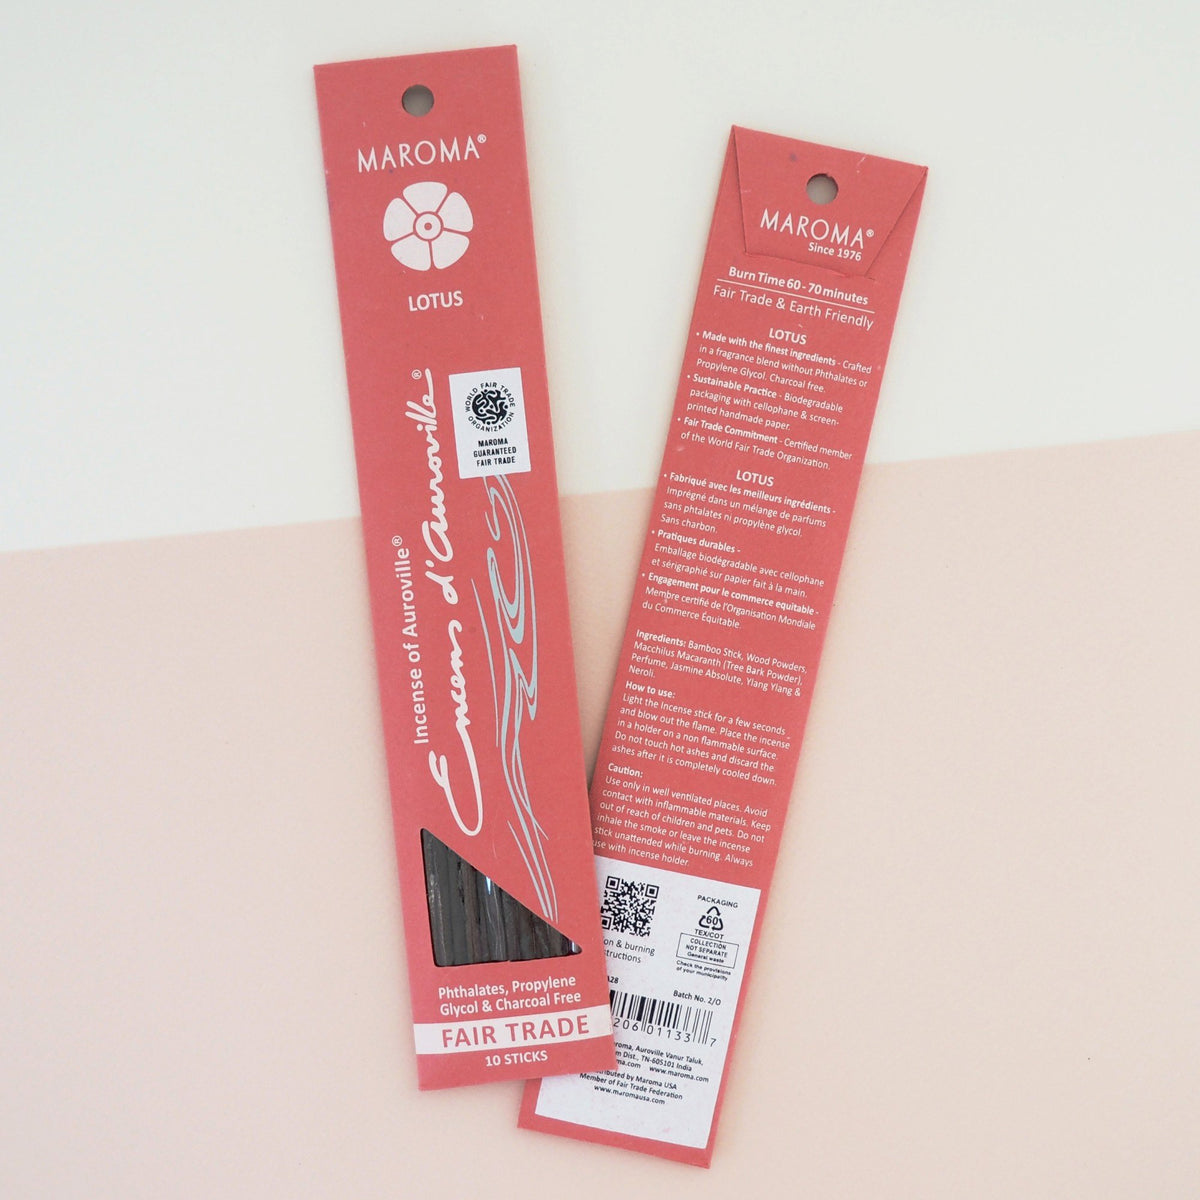 MAROMA®
LOTUS
WORLD FAIR TRADE
ORGANIZATION
MAROMA
GUARANTEED
FAIR TRADE
Incense of Auroville®
Encens d'Auroville®
Phthalates, Propylene
Glycol & Charcoal Free
FAIR TRADE
10 STICKS
MAROMA®
Since 1976
Burn Time 60 - 70 minutes
Fair Trade & Earth Friendly
LOTUS
• Made with the finest ingredients - Crafted
in a fragrance blend without Phthalates or
Propylene Glycol. Charcoal free.
• Sustainable Practice - Biodegradable
packaging with cellophane & screen-
printed handmade paper.
• Fair Trade Commitment - Certified member
of the World Fair Trade Organization.
LOTUS
• Fabriqué avec les meilleurs ingrédients -
Imprégné dans un mélange de parfums
sans phtalates ni propylène glycol.
Sans charbon.
• Pratiques durables -
Emballage biodégradable avec cellophane
et sérigraphié sur papier fait à la main.
• Engagement pour le commerce equitable -
Membre certifié de l'Organisation Mondiale
du Commerce Équitable.
Ingredients: Bamboo Stick, Wood Powders,
Macchilus Macaranth (Tree Bark Powder),
Perfume, Jasmine Absolute, Ylang Ylang &
Neroli.
How to use:
Light the Incense stick for a few seconds
and blow out the flame. Place the incense
in a holder on a non flammable surface.
Do not touch hot ashes and discard the
ashes after it is completely cooled down.
Caution:
Use only in well ventilated places. Avoid
contact with inflammable materials. Keep
out of reach of children and pets. Do not
inhale the smoke or leave the incense
stick unattended while burning. Always
use with incense holder.
PACKAGING
60
TEX/COT
COLLECTION
NOT SEPARATE
General waste
Check the provisions
of your municipality
on & burning
structions
A28
Batch No. 2/O
206 01133 7
roma, Auroville Vanur Taluk,
m Dist., TN-605101 India
ma.com www.maroma.com
ributed by Maroma USA
Member of Fair Trade Federation
www.maromausa.com